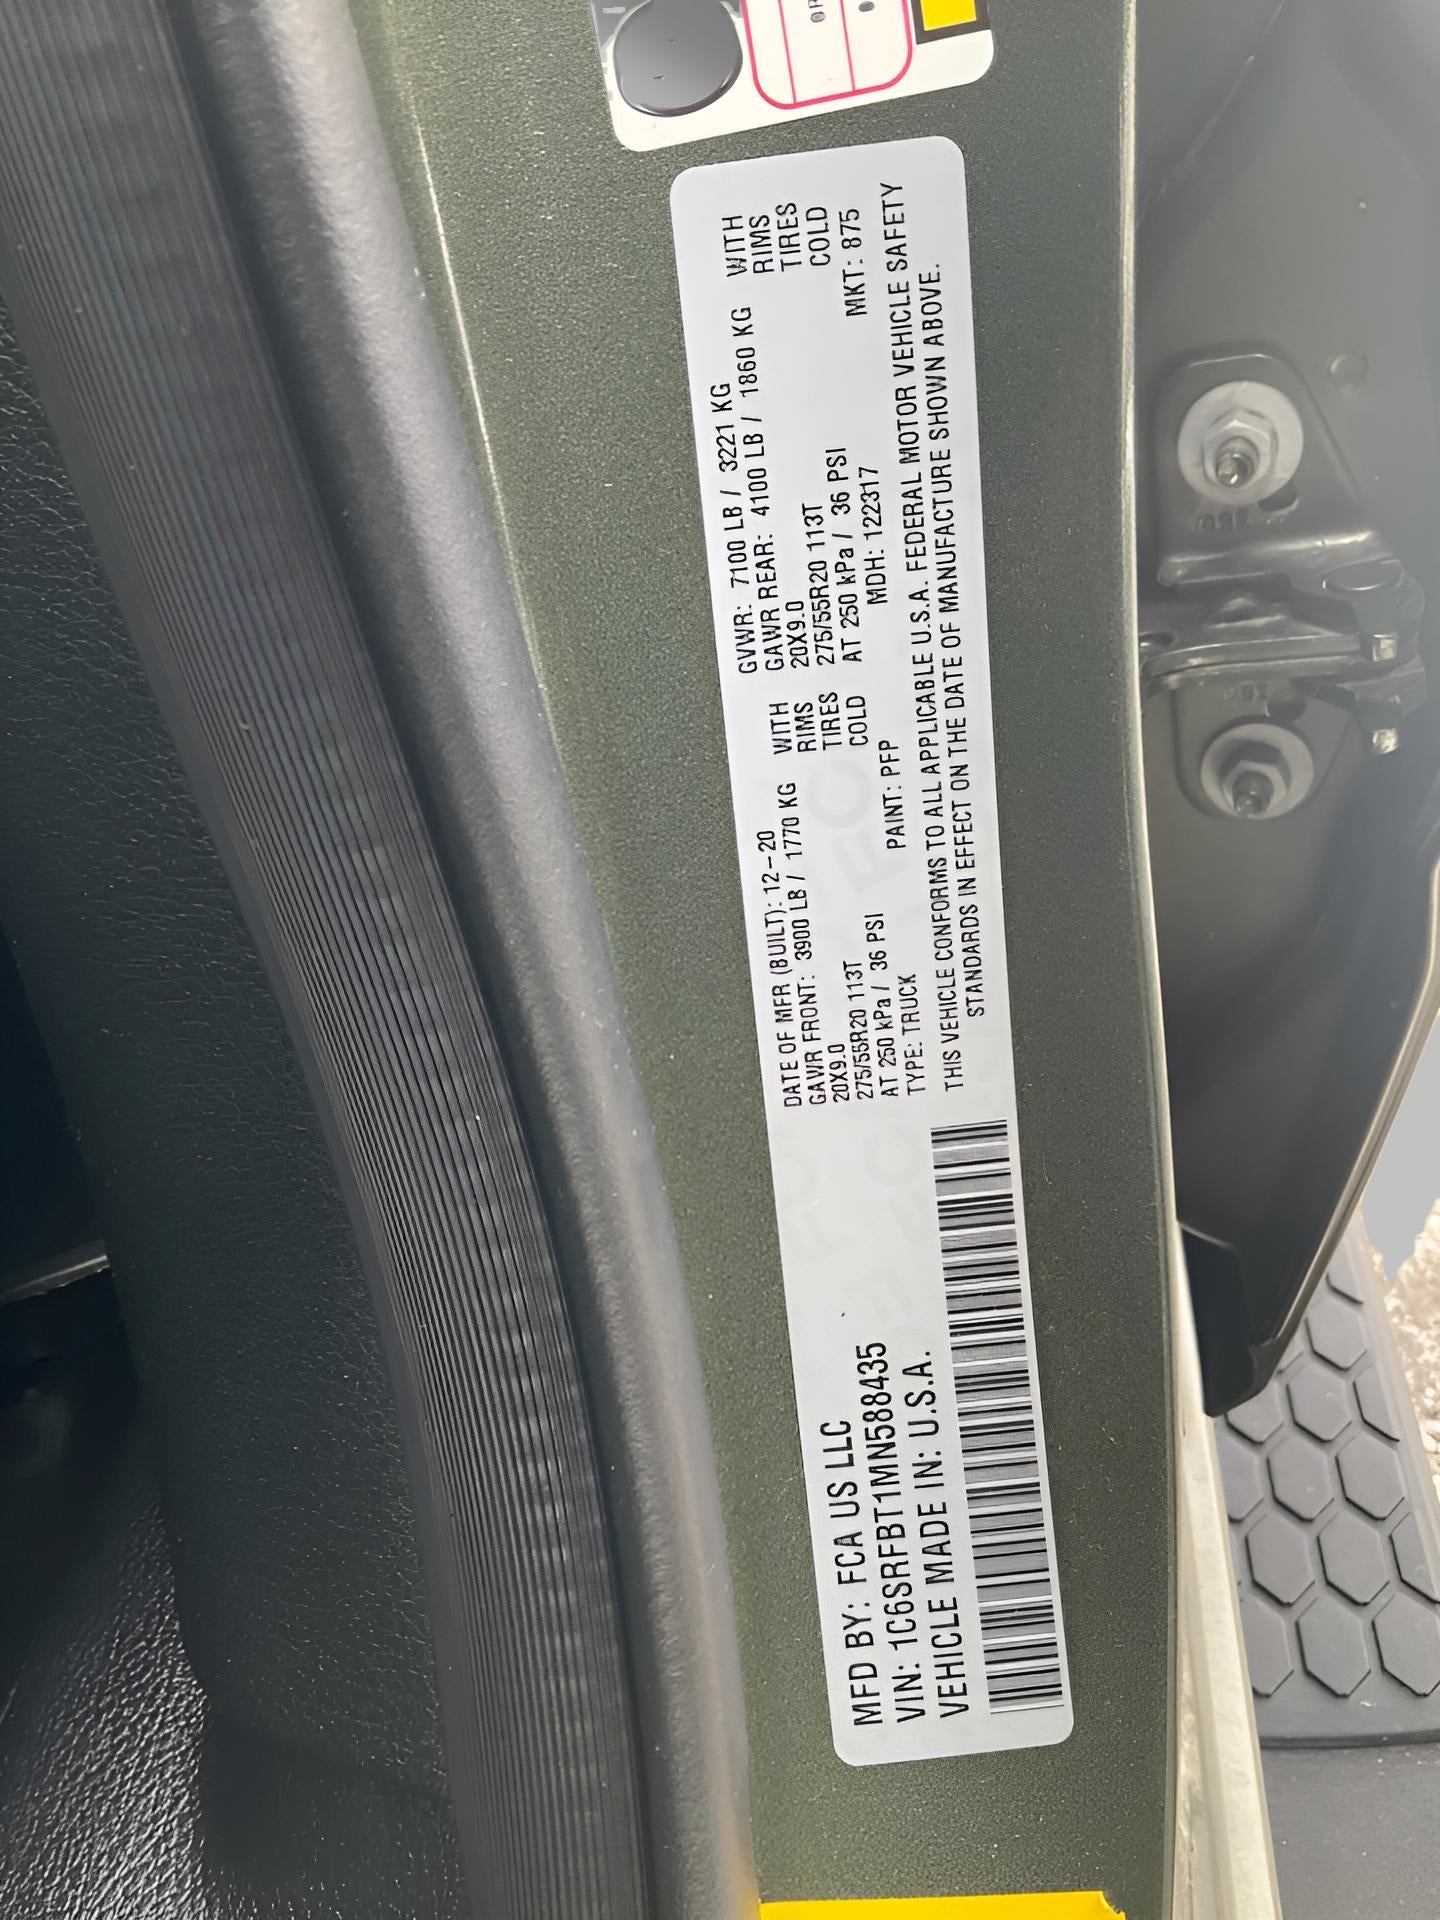 MFD BY: FCA US LLC
VIN: 1C6SRFBT1MN588435
VEHICLE MADE IN: U.S.A.
DATE OF MFR (BUILT): 12-20
GAWR FRONT: 3900 LB / 1770 KG WITH
20X9.0 RIMS
275/55R20 113T TIRES
AT 250 kPa / 36 PSI COLD
TYPE: TRUCK PAINT: PFP
GVWR: 7100 LB / 3221 KG
GAWR REAR: 4100 LB / 1860 KG WITH
20X9.0 RIMS
275/55R20 113T TIRES
AT 250 kPa / 36 PSI COLD
MDH: 122317 MKT: 875
THIS VEHICLE CONFORMS TO ALL APPLICABLE U.S.A. FEDERAL MOTOR VEHICLE SAFETY
STANDARDS IN EFFECT ON THE DATE OF MANUFACTURE SHOWN ABOVE.